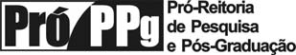 Pró/PPg
Pró-Reitoria
de Pesquisa
e Pós-Graduação